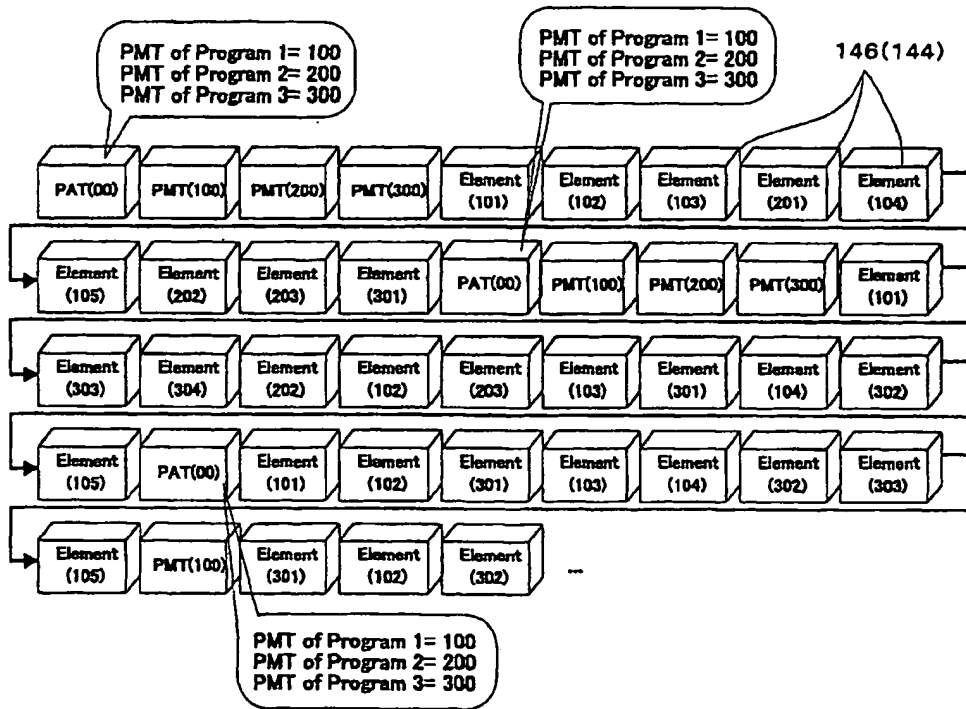 PMT of Program 1= 100
PMT of Program 2= 200
PMT of Program 3= 300
PMT of Program 1= 100
PMT of Program 2= 200
PMT of Program 3= 300
146(144)
PAT(00)
PMT(100)
PMT(200)
PMT(300)
Element
(101)
Element
(102)
Element
(103)
Element
(201)
Element
(104)
Element
(105)
Element
(202)
Element
(203)
Element
(301)
PAT(00)
PMT(100)
PMT(200)
PMT(300)
Element
(101)
Element
(303)
Element
(304)
Element
(202)
Element
(102)
Element
(203)
Element
(103)
Element
(301)
Element
(104)
Element
(302)
Element
(105)
PAT(00)
Element
(101)
Element
(102)
Element
(301)
Element
(103)
Element
(104)
Element
(302)
Element
(303)
Element
(105)
PMT(100)
Element
(301)
Element
(102)
Element
(302)
...
PMT of Program 1= 100
PMT of Program 2= 200
PMT of Program 3= 300